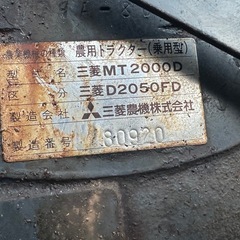 農業機械の種類 農用トラクター(乗用型)
型式名 三菱MT2000D
区分 三菱D2050FD
製造会社 三菱農機株式会社
製造番号 80920